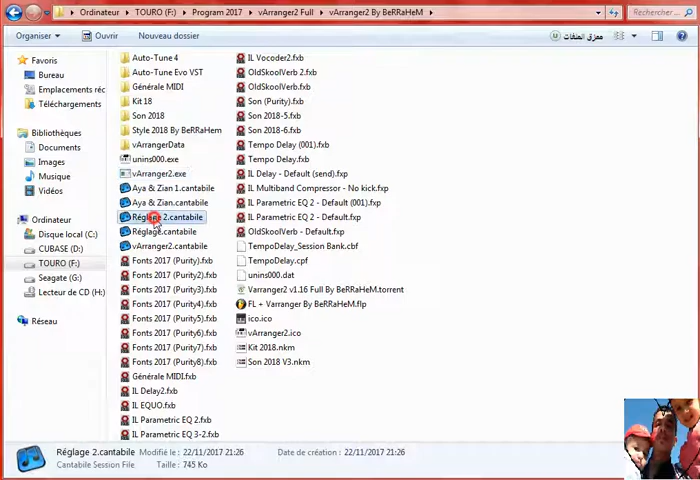 Ordinateur ▸ TOURO (F:) ▸ Program 2017 ▸ vArranger2 Full ▸ vArranger2 By BeRRaHeM ▸
Rechercher ...
Organiser
Ouvrir
Nouveau dossier
ممزق الملفات
Favoris
Bureau
Emplacements réc
Téléchargements
Bibliothèques
Documents
Images
Musique
Vidéos
Ordinateur
Disque local (C:)
CUBASE (D:)
TOURO (F:)
Seagate (G:)
Lecteur de CD (H:)
Réseau
Auto-Tune 4
Auto-Tune Evo VST
Générale MIDI
Kit 18
Son 2018
Style 2018 By BeRRaHem
vArrangerData
unins000.exe
vArranger2.exe
Aya & Zian 1.cantabile
Aya & Zian.cantabile
Réglage 2.cantabile
Réglage.cantabile
vArranger2.cantabile
Fonts 2017 (Purity).fxb
Fonts 2017 (Purity2).fxb
Fonts 2017 (Purity3).fxb
Fonts 2017 (Purity4).fxb
Fonts 2017 (Purity5).fxb
Fonts 2017 (Purity6).fxb
Fonts 2017 (Purity7).fxb
Fonts 2017 (Purity8).fxb
Générale MIDI.fxb
IL Delay2.fxb
IL EQUO.fxb
IL Parametric EQ 2.fxb
IL Parametric EQ 3-2.fxb
IL Vocoder2.fxb
OldSkoolVerb 2.fxb
OldSkoolVerb.fxb
Son (Purity).fxb
Son 2018-5.fxb
Son 2018-6.fxb
Tempo Delay (001).fxb
Tempo Delay.fxb
IL Delay - Default (send).fxp
IL Multiband Compressor - No kick.fxp
IL Parametric EQ 2 - Default (001).fxp
IL Parametric EQ 2 - Default.fxp
OldSkoolVerb - Default.fxp
TempoDelay_Session Bank.cbf
TempoDelay.cpf
unins000.dat
Varranger2 v1.16 Full By BeRRaHeM.torrent
FL + Varranger By BeRRaHeM.flp
ico.ico
vArranger2.ico
Kit 2018.nkm
Son 2018 V3.nkm
Réglage 2.cantabile Modifié le : 22/11/2017 21:26 Date de création : 22/11/2017 21:26
Cantabile Session File Taille : 745 Ko